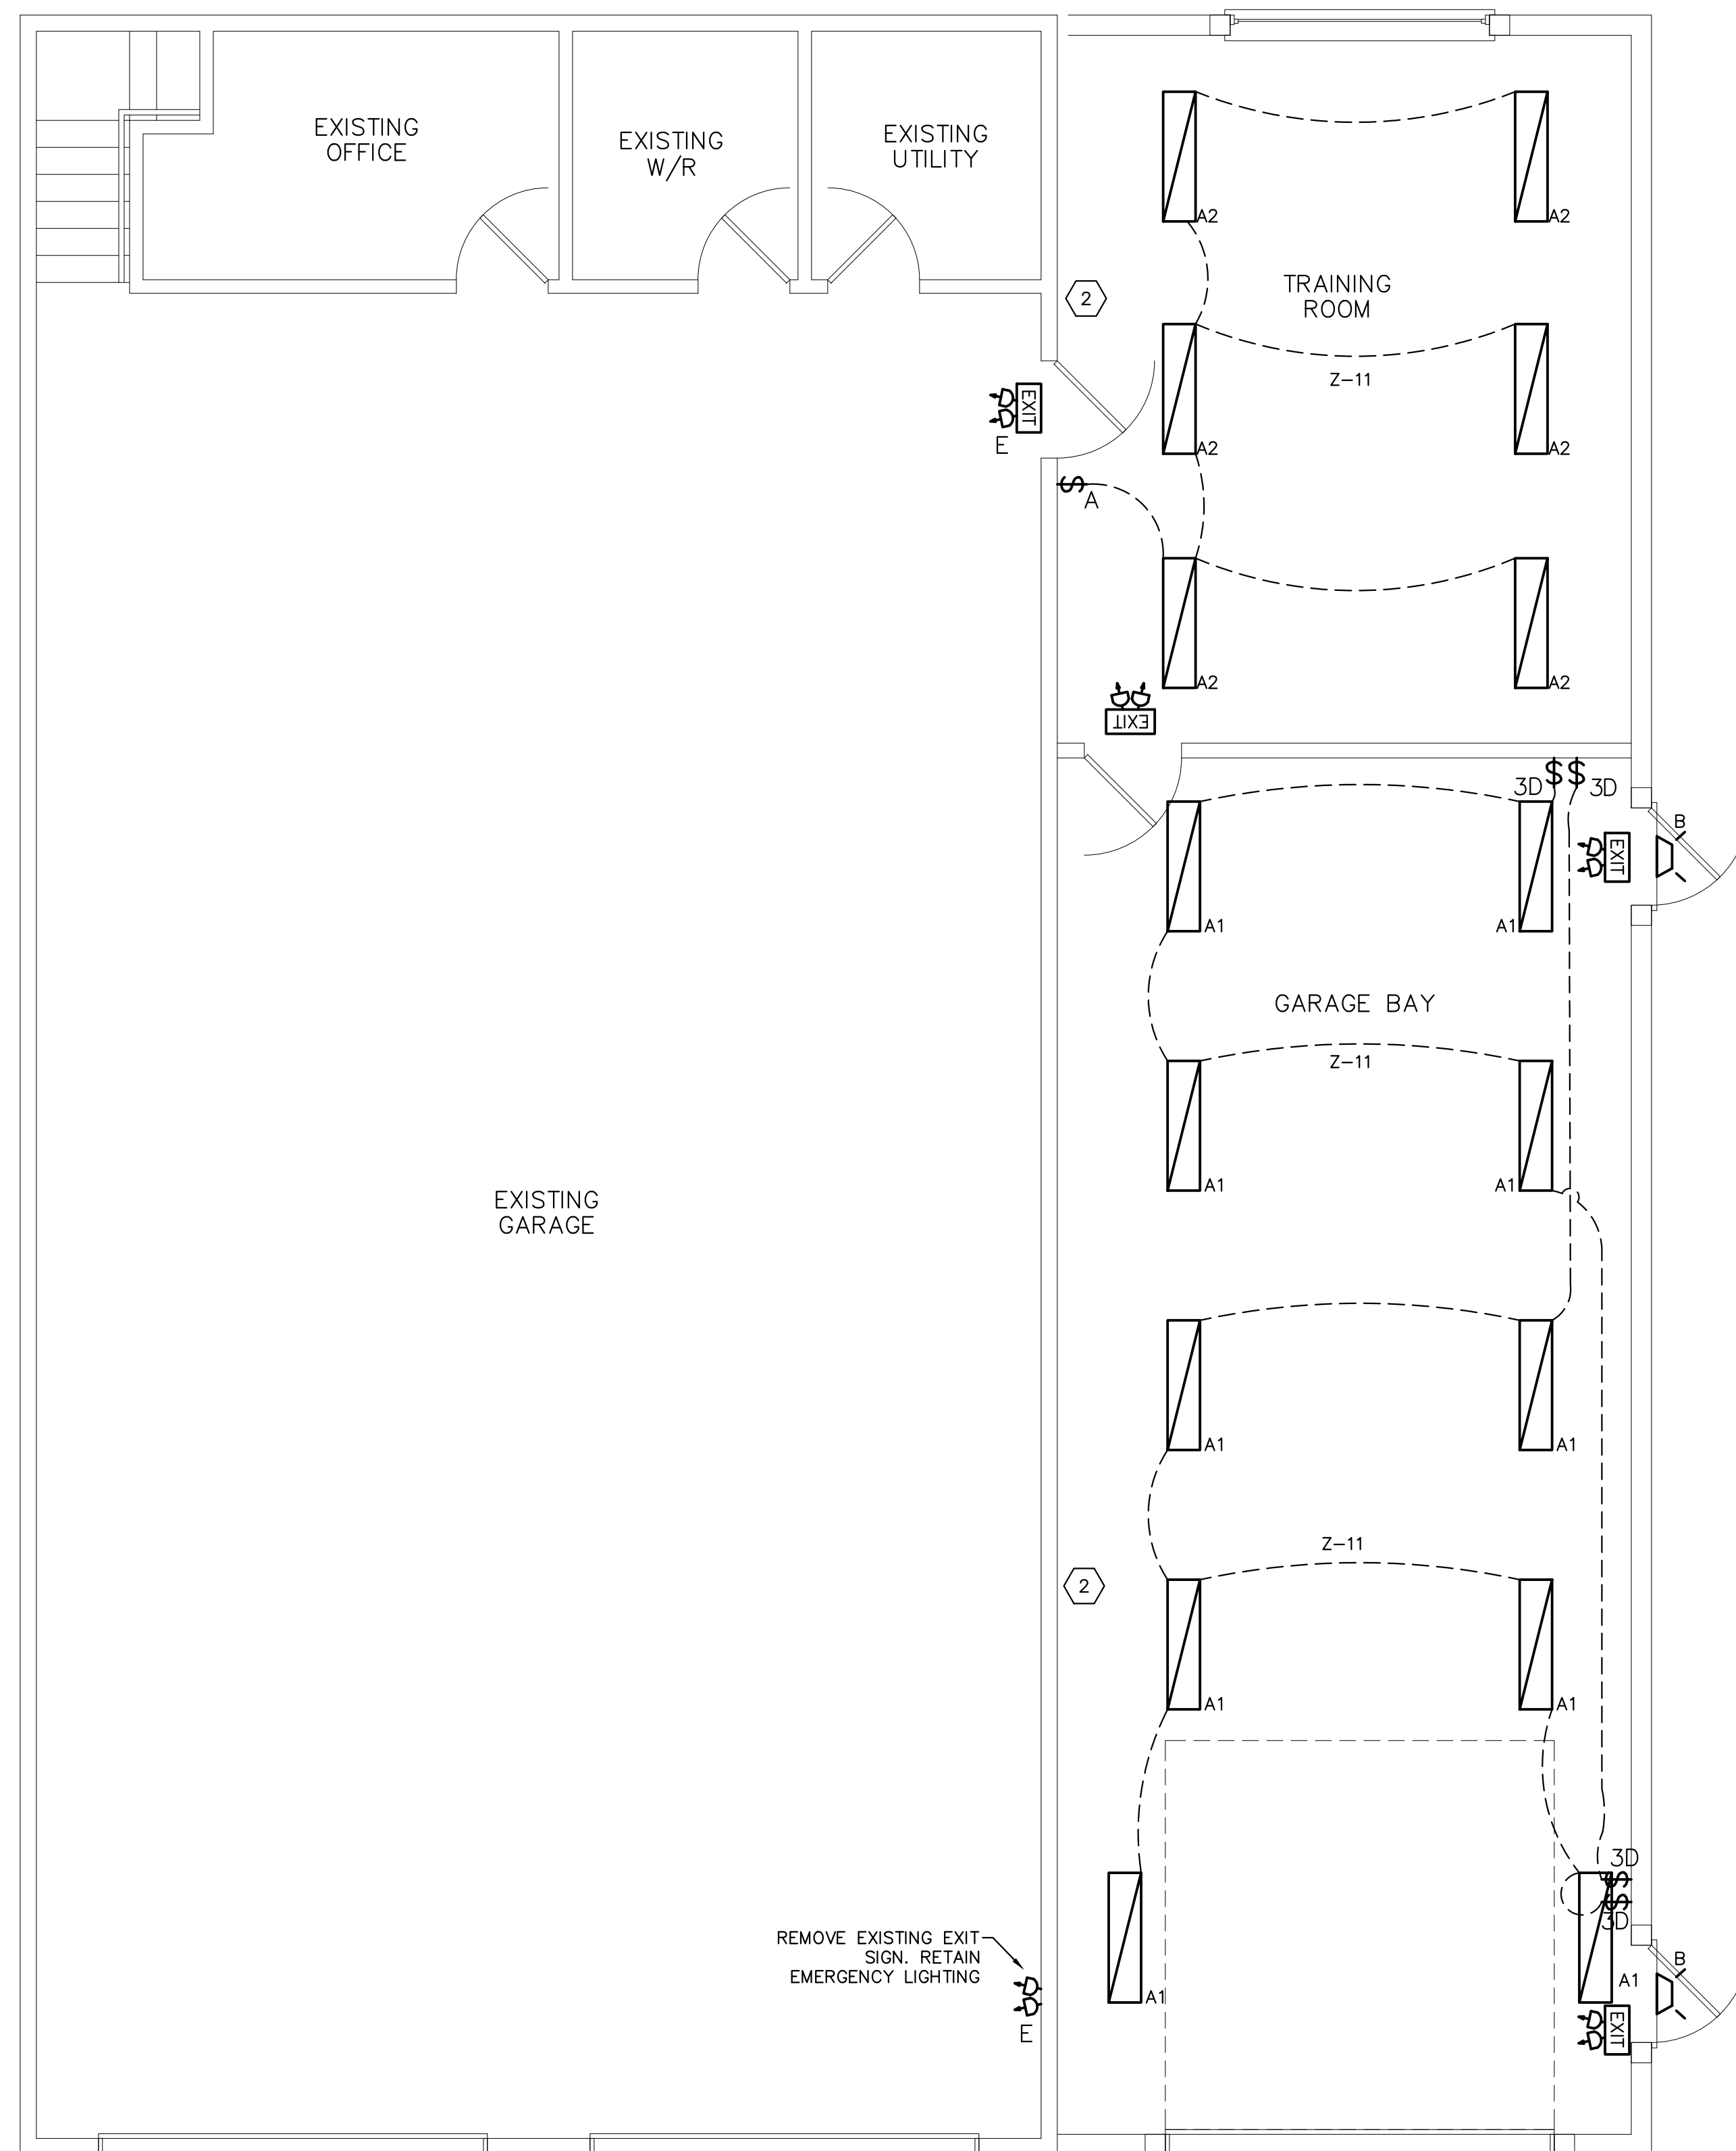 EXISTING
OFFICE
EXISTING
W/R
EXISTING
UTILITY
A2
A2
2
TRAINING
ROOM
Z-11
EXIT
E
A2
A2
$
A
A2
A2
EXIT
3D
$$
3D
B
EXIT
A1
A1
GARAGE BAY
Z-11
A1
A1
EXISTING
GARAGE
A1
A1
Z-11
2
A1
A1
3D
$
$
3D
REMOVE EXISTING EXIT
SIGN. RETAIN
EMERGENCY LIGHTING
B
A1
A1
EXIT
E